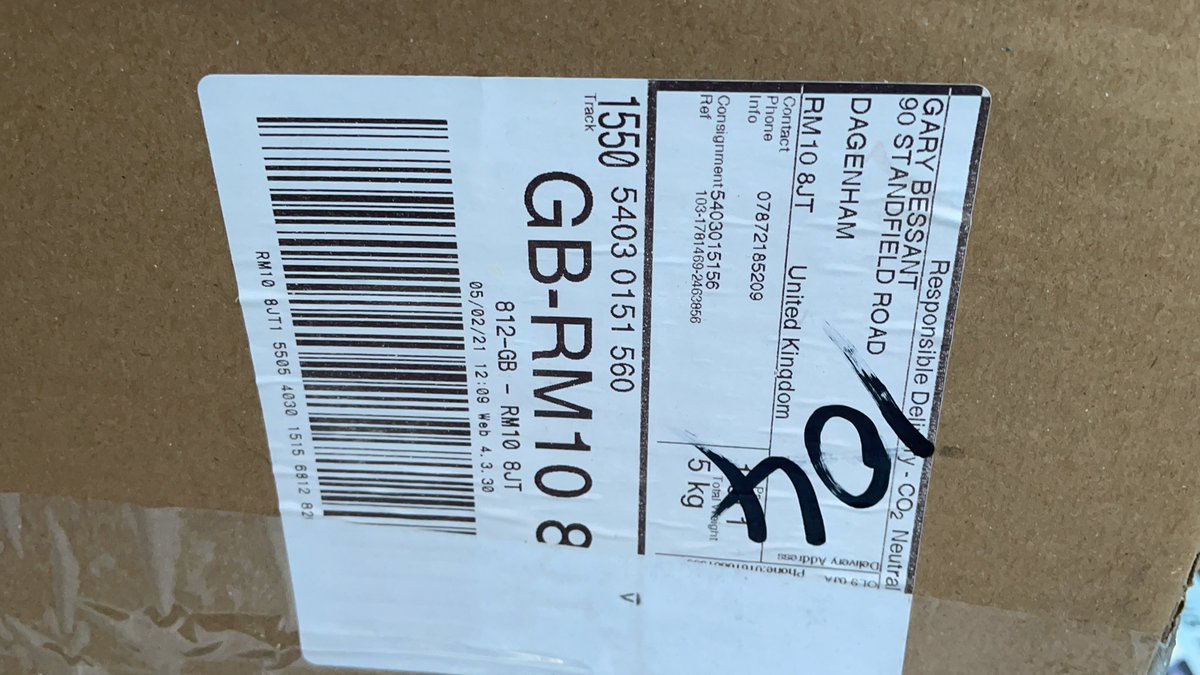 Responsible Delivery - CO2 Neutral
GARY BESSANT
90 STANDFIELD ROAD
DAGENHAM
RM10 8JT United Kingdom
Contact
Phone 07872185209
Info
Consignment 5403015156
Ref 103-1781469-2463856
Total Weight
5 kg
Delivery Address
Phone:
Track
1550 5403 0151 560
GB-RM10 8
812-GB - RM10 8JT
05/02/21 12:09 Web 4.3.30
RM10 8JT1 5505 4030 1515 6812 82